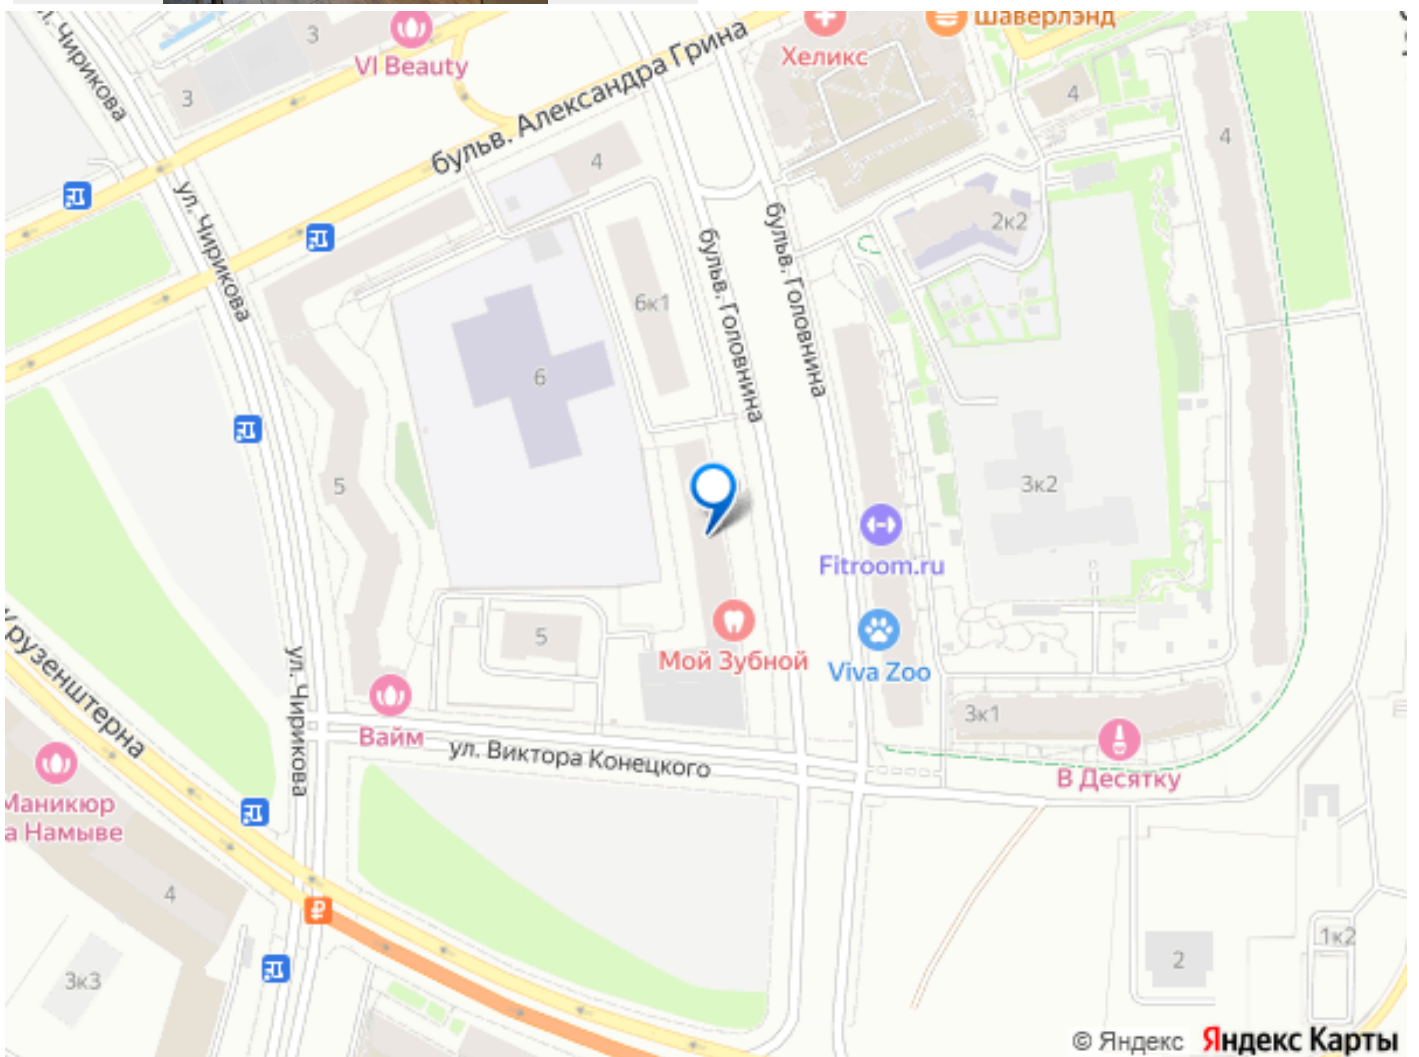 ул. Чирикова
3
3
VI Beauty
бульв. Александра Грина
Хеликс
Шаверлэнд
4
4
4
ул. Чирикова
2к2
бульв. Головнина
бульв. Головнина
6к1
6
5
3к2
Fitroom.ru
5
Мой Зубной
Viva Zoo
ул. Чирикова
Вайм
ул. Виктора Конецкого
3к1
В Десятку
Крузенштерна
Маникюр
а Намыве
4
3к3
2
1к2
© Яндекс Яндекс Карты